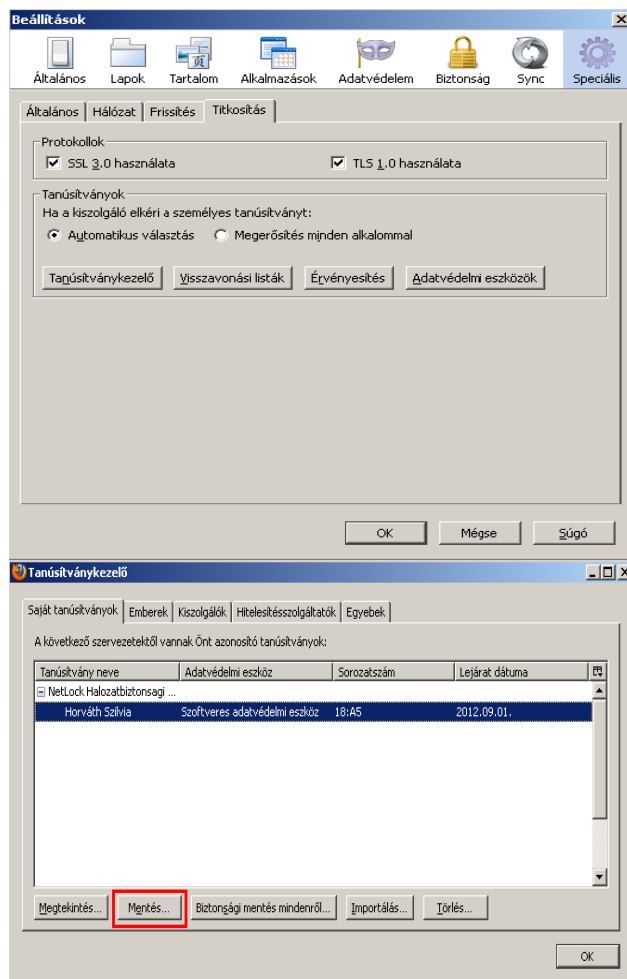 Beállítások
Általános Lapok Tartalom Alkalmazások Adatvédelem Biztonság Sync Speciális
Általános Hálózat Frissítés Titkosítás
Protokollok
SSL 3.0 használata TLS 1.0 használata
Tanúsítványok
Ha a kiszolgáló elkéri a személyes tanúsítványt:
Automatikus választás Megerősítés minden alkalommal
Tanúsítványkezelő Visszavonási listák Érvényesítés Adatvédelmi eszközök
OK Mégse Súgó
Tanúsítványkezelő
Saját tanúsítványok Emberek Kiszolgálók Hitelesítésszolgáltatók Egyebek
A következő szervezetektől vannak Önt azonosító tanúsítványok:
Tanúsítvány neve Adatvédelmi eszköz Sorozatszám Lejárat dátuma
NetLock Halozatbiztonsagi ...
Horváth Szilvia Szoftveres adatvédelmi eszköz 18:A5 2012.09.01.
Megtekintés... Mentés... Biztonsági mentés mindenről... Importálás... Törlés...
OK